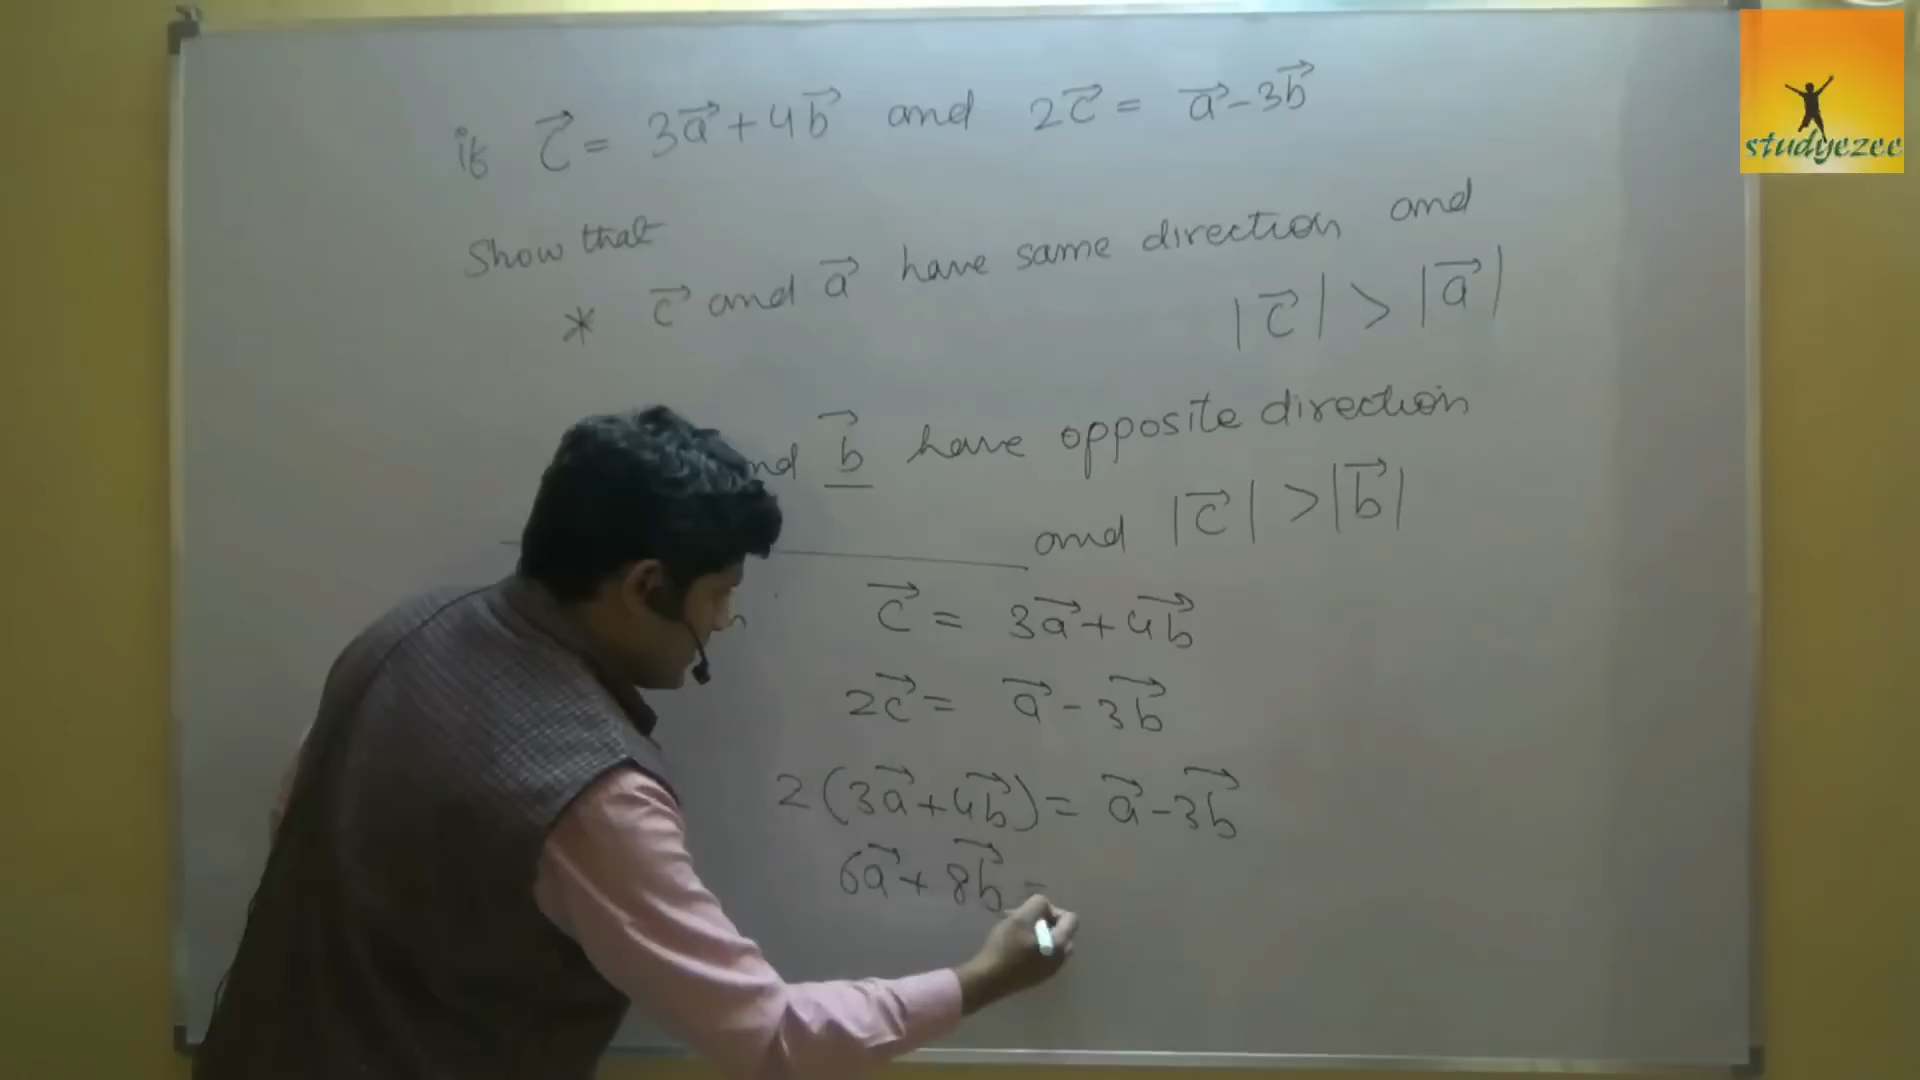 if c⃗ = 3a⃗ + 4b⃗ and 2c⃗ = a⃗ - 3b⃗
studyezee
Show that
* c⃗ and a⃗ have same direction and
|c⃗| > |a⃗|
b⃗ have opposite direction
and |c⃗| > |b⃗|
c⃗ = 3a⃗ + 4b⃗
2c⃗ = a⃗ - 3b⃗
2(3a⃗ + 4b⃗) = a⃗ - 3b⃗
6a⃗ + 8b⃗ =